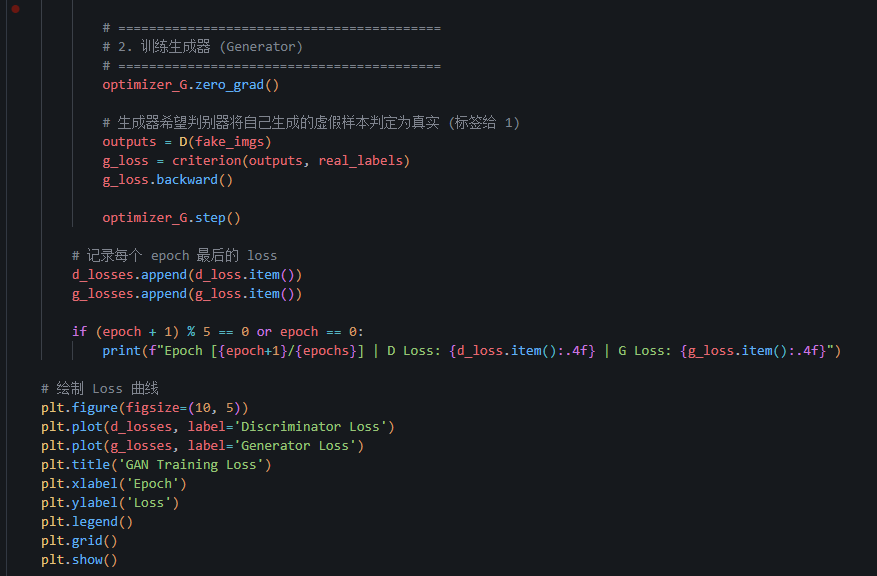 # ==========================================
# 2. 训练生成器 (Generator)
# ==========================================
optimizer_G.zero_grad()
# 生成器希望判别器将自己生成的虚假样本判定为真实 (标签给 1)
outputs = D(fake_imgs)
g_loss = criterion(outputs, real_labels)
g_loss.backward()
optimizer_G.step()
# 记录每个 epoch 最后的 loss
d_losses.append(d_loss.item())
g_losses.append(g_loss.item())
if (epoch + 1) % 5 == 0 or epoch == 0:
print(f"Epoch [{epoch+1}/{epochs}] | D Loss: {d_loss.item():.4f} | G Loss: {g_loss.item():.4f}")
# 绘制 Loss 曲线
plt.figure(figsize=(10, 5))
plt.plot(d_losses, label='Discriminator Loss')
plt.plot(g_losses, label='Generator Loss')
plt.title('GAN Training Loss')
plt.xlabel('Epoch')
plt.ylabel('Loss')
plt.legend()
plt.grid()
plt.show()